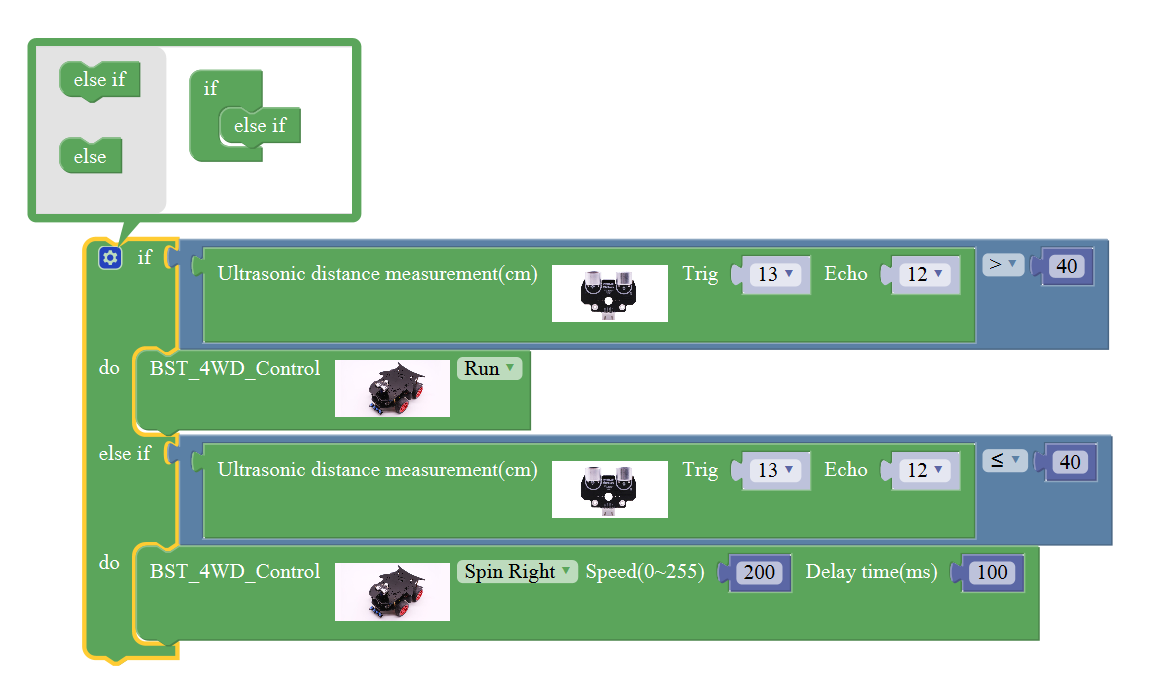 else if
if
else if
else
if Ultrasonic distance measurement(cm) Trig 13 Echo 12 > 40
do BST_4WD_Control Run
else if Ultrasonic distance measurement(cm) Trig 13 Echo 12 ≤ 40
do BST_4WD_Control Spin Right Speed(0~255) 200 Delay time(ms) 100